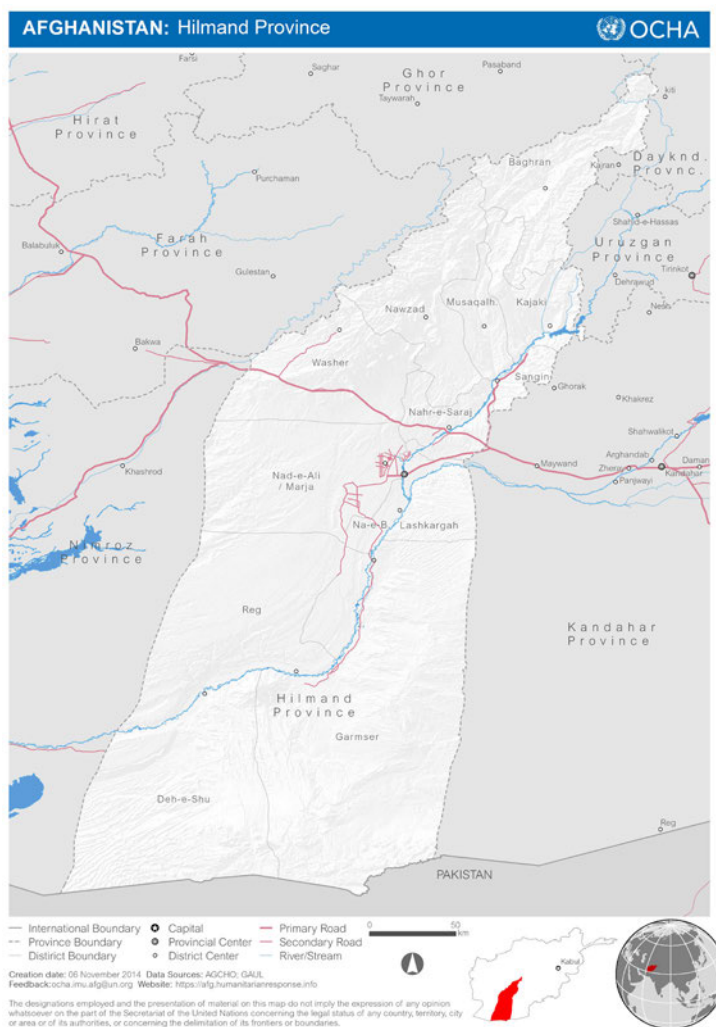 AFGHANISTAN: Hilmand Province
OCHA
Farsi
Saghar
Ghor
Province
Pasaband
Taywarah
kiti
Hirat
Province
Baghran
Kajran
Dayknd.
Provnc.
Purchaman
Shahid-e-Hassas
Farah
Province
Balabuluk
Uruzgan
Province
Tirinkot
Gulestan
Dehrawud
Nesh
Nawzad
Musaqalh.
Kajaki
Bakwa
Washer
Sangin
Ghorak
Khakrez
Nahr-e-Saraj
Shahwalikot
Khashrod
Nad-e-Ali
/ Marja
Maywand
Arghandab
Zheray
Daman
Kandahar
Panjwayi
Na-e-B.
Lashkargah
Nimroz
Province
Reg
Kandahar
Province
Hilmand
Province
Garmser
Deh-e-Shu
Reg
PAKISTAN
International Boundary
Province Boundary
District Boundary
Capital
Provincial Center
District Center
Primary Road
Secondary Road
River/Stream
0 50
km
Kabul
Creation date: 06 November 2014 Data Sources: AGCHO; GAUL
Feedback:ocha.imu.afg@un.org Website: https://afg.humanitarianresponse.info
The designations employed and the presentation of material on this map do not imply the expression of any opinion
whatsoever on the part of the Secretariat of the United Nations concerning the legal status of any country, territory, city
or area or of its authorities, or concerning the delimitation of its frontiers or boundaries.